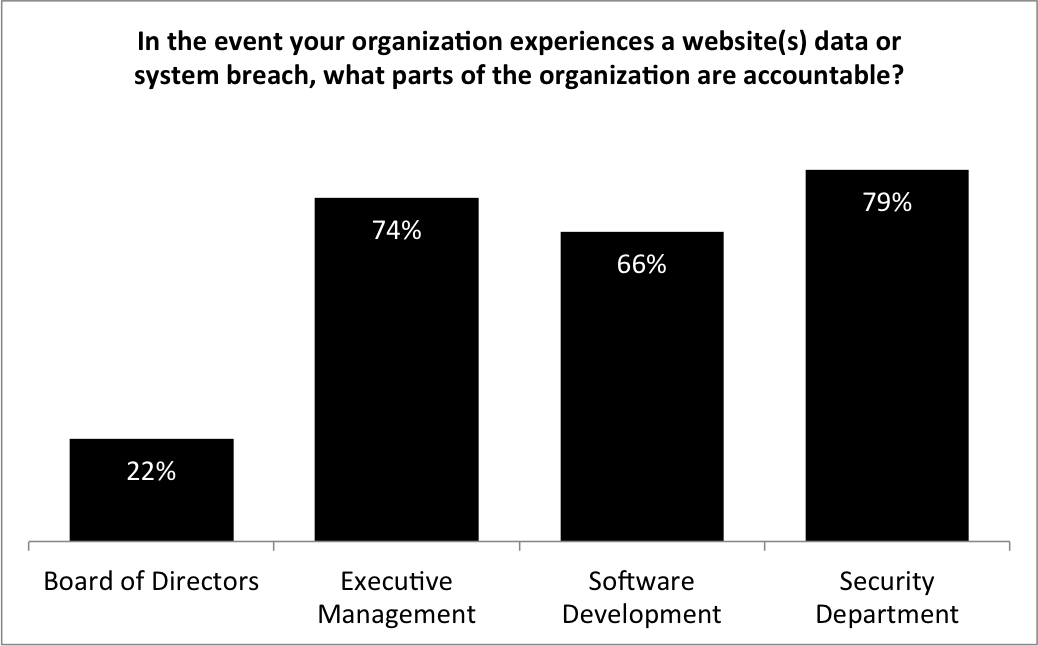 In the event your organization experiences a website(s) data or
system breach, what parts of the organization are accountable?
22%
74%
66%
79%
Board of Directors
Executive
Management
Software
Development
Security
Department